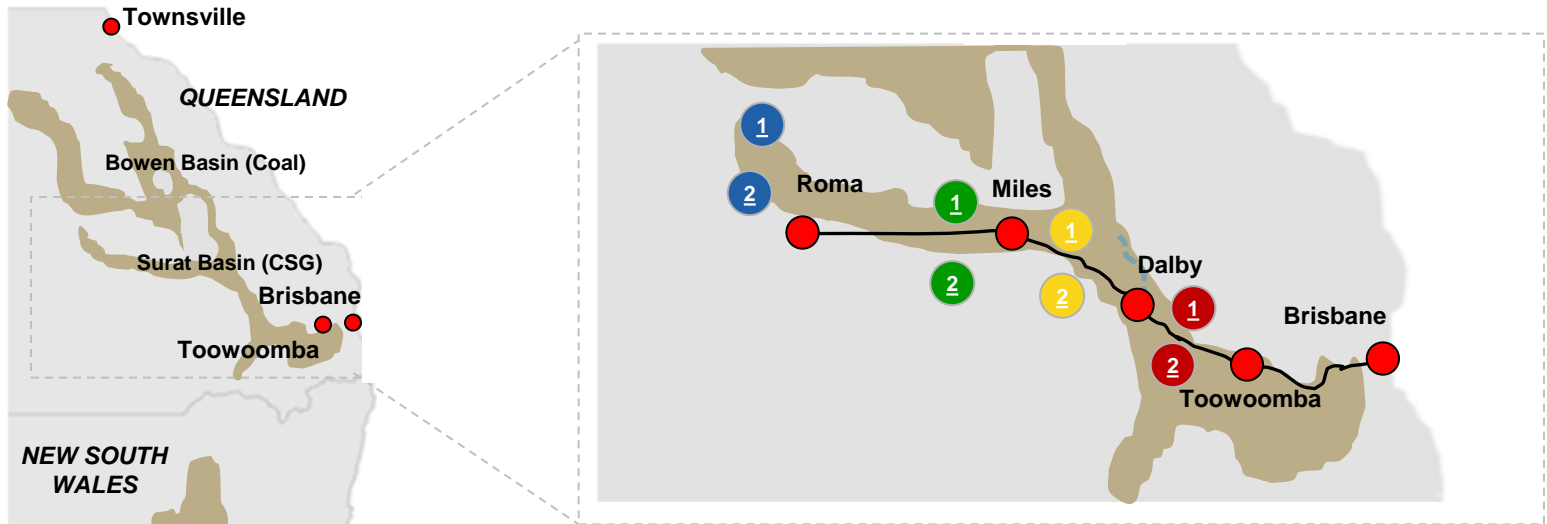 Townsville
QUEENSLAND
Bowen Basin (Coal)
Surat Basin (CSG)
Brisbane
Toowoomba
NEW SOUTH
WALES
1
2
Roma
1
Miles
2
1
2
Dalby
1
2
Brisbane
Toowoomba